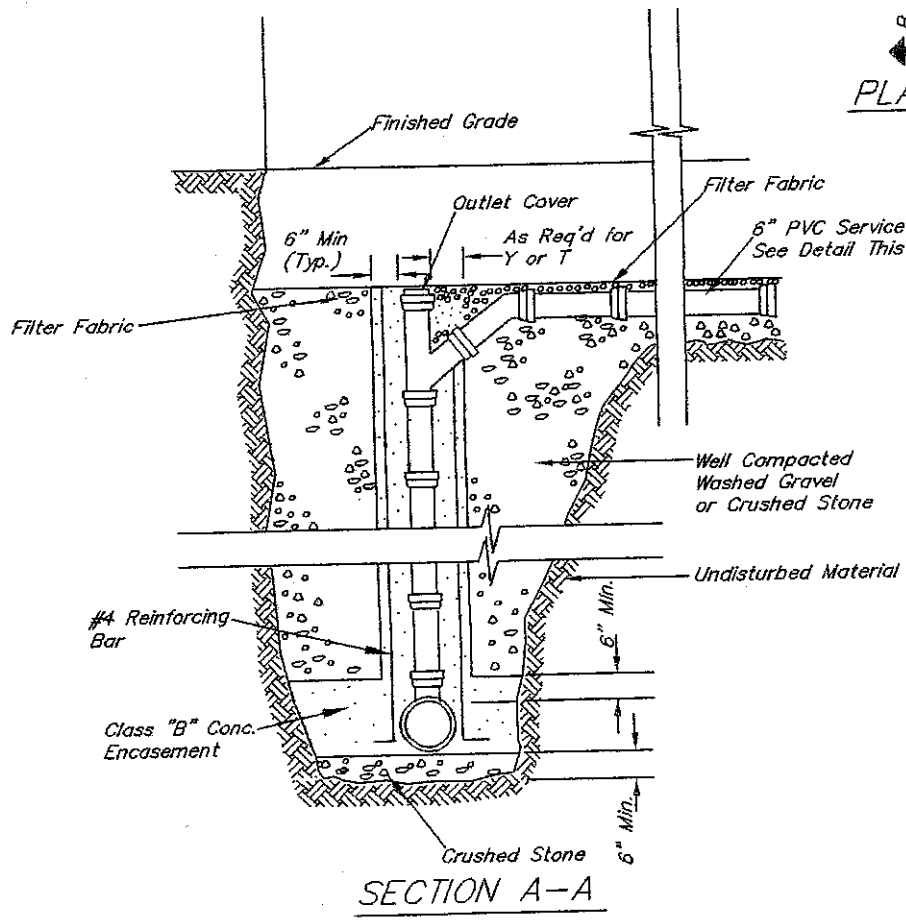 PLA
Finished Grade
Filter Fabric
Outlet Cover
6" PVC Service
See Detail This
6" Min
(Typ.)
As Req'd for
Y or T
Filter Fabric
Well Compacted
Washed Gravel
or Crushed Stone
Undisturbed Material
#4 Reinforcing
Bar
6" Min.
Class "B" Conc.
Encasement
6" Min.
Crushed Stone
SECTION A-A